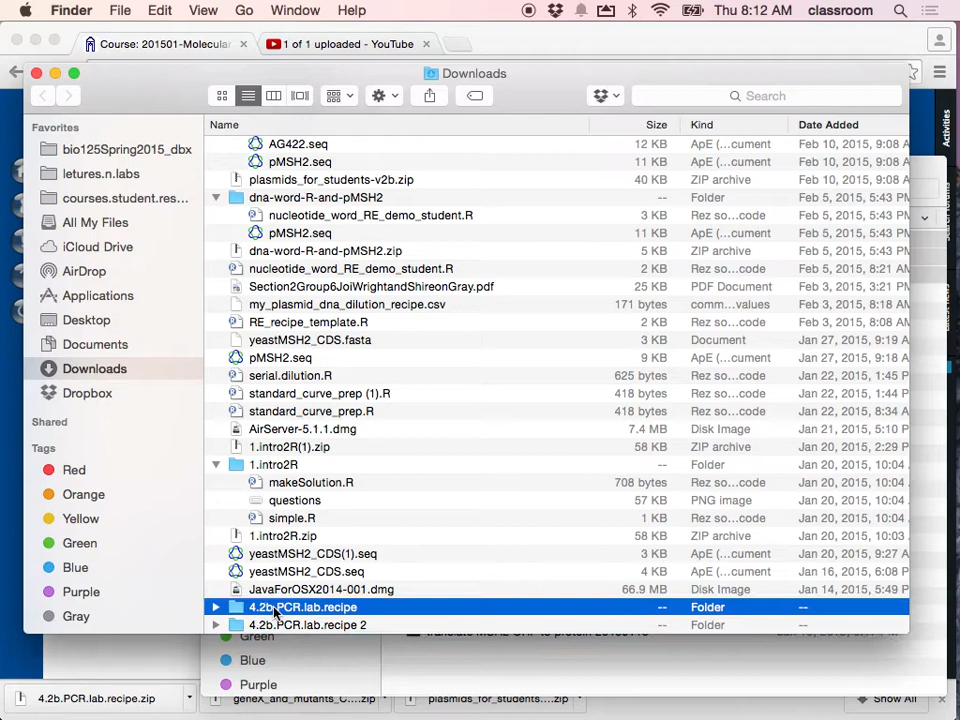 Finder File Edit View Go Window Help Thu 8:12 AM classroom
Course: 201501-Molecular 1 of 1 uploaded - YouTube
Downloads
Search
Favorites Name Size Kind Date Added
bio125Spring2015_dbx
letures.n.labs
courses.student.res...
All My Files
iCloud Drive
AirDrop
Applications
Desktop
Documents
Downloads
Dropbox
Shared
Tags
Red
Orange
Yellow
Green
Blue
Purple
Gray
AG422.seq 12 KB ApE (...cument Feb 10, 2015, 9:08 A
pMSH2.seq 11 KB ApE (...cument Feb 10, 2015, 9:08 A
plasmids_for_students-v2b.zip 40 KB ZIP archive Feb 10, 2015, 9:08 A
dna-word-R-and-pMSH2 -- Folder Feb 5, 2015, 5:43 PM
nucleotide_word_RE_demo_student.R 3 KB Rez so...code Feb 5, 2015, 5:43 PM
pMSH2.seq 11 KB ApE (...cument Feb 5, 2015, 5:43 PM
dna-word-R-and-pMSH2.zip 5 KB ZIP archive Feb 5, 2015, 5:43 PM
nucleotide_word_RE_demo_student.R 2 KB Rez so...code Feb 5, 2015, 8:21 AM
Section2Group6JoiWrightandShireonGray.pdf 25 KB PDF Document Feb 3, 2015, 3:21 PM
my_plasmid_dna_dilution_recipe.csv 171 bytes comm...values Feb 3, 2015, 8:18 AM
RE_recipe_template.R 2 KB Rez so...code Feb 3, 2015, 8:08 AM
yeastMSH2_CDS.fasta 3 KB Document Jan 27, 2015, 9:19 A
pMSH2.seq 9 KB ApE (...cument Jan 27, 2015, 9:18 A
serial.dilution.R 625 bytes Rez so...code Jan 22, 2015, 1:45 P
standard_curve_prep (1).R 418 bytes Rez so...code Jan 22, 2015, 1:44 P
standard_curve_prep.R 418 bytes Rez so...code Jan 22, 2015, 8:34 A
AirServer-5.1.1.dmg 7.4 MB Disk Image Jan 21, 2015, 5:10 P
1.intro2R(1).zip 58 KB ZIP archive Jan 20, 2015, 2:29 P
1.intro2R -- Folder Jan 20, 2015, 10:04
makeSolution.R 708 bytes Rez so...code Jan 20, 2015, 10:04
questions 57 KB PNG image Jan 20, 2015, 10:04
simple.R 1 KB Rez so...code Jan 20, 2015, 10:04
1.intro2R.zip 58 KB ZIP archive Jan 20, 2015, 10:03
yeastMSH2_CDS(1).seq 3 KB ApE (...cument Jan 20, 2015, 9:27 A
yeastMSH2_CDS.seq 4 KB ApE (...cument Jan 16, 2015, 6:27 P
JavaForOSX2014-001.dmg 66.9 MB Disk Image Jan 15, 2015, 5:43 P
4.2b.PCR.lab.recipe -- Folder --
4.2b.PCR.lab.recipe 2 -- Folder --
Green
Blue
Purple
Activities
4.2b.PCR.lab.recipe.zip geneX_and_mutants_C....zip plasmids_for_students_...zip Show All